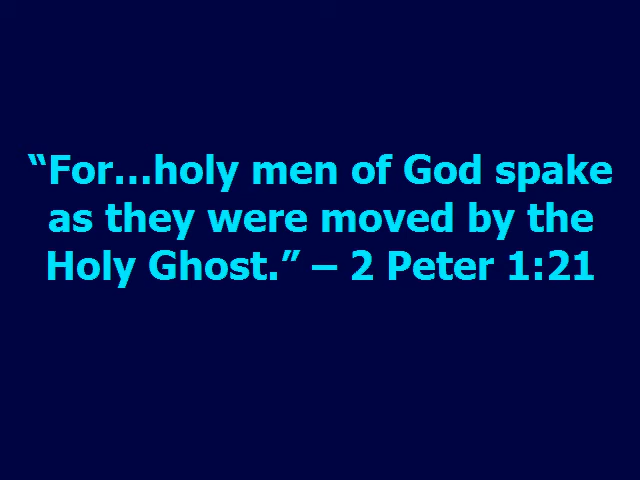 “For...holy men of God spake
as they were moved by the
Holy Ghost.” – 2 Peter 1:21